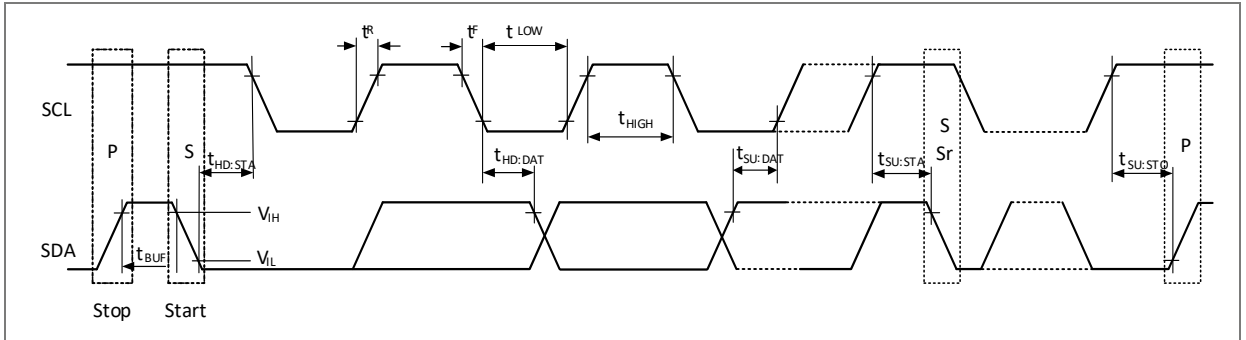 tR tF tLOW
SCL
P S tHD:STA tHD:DAT tHIGH tSU:DAT tSU:STA S Sr tSU:STO P
VIH
SDA tBUF VIL
Stop Start